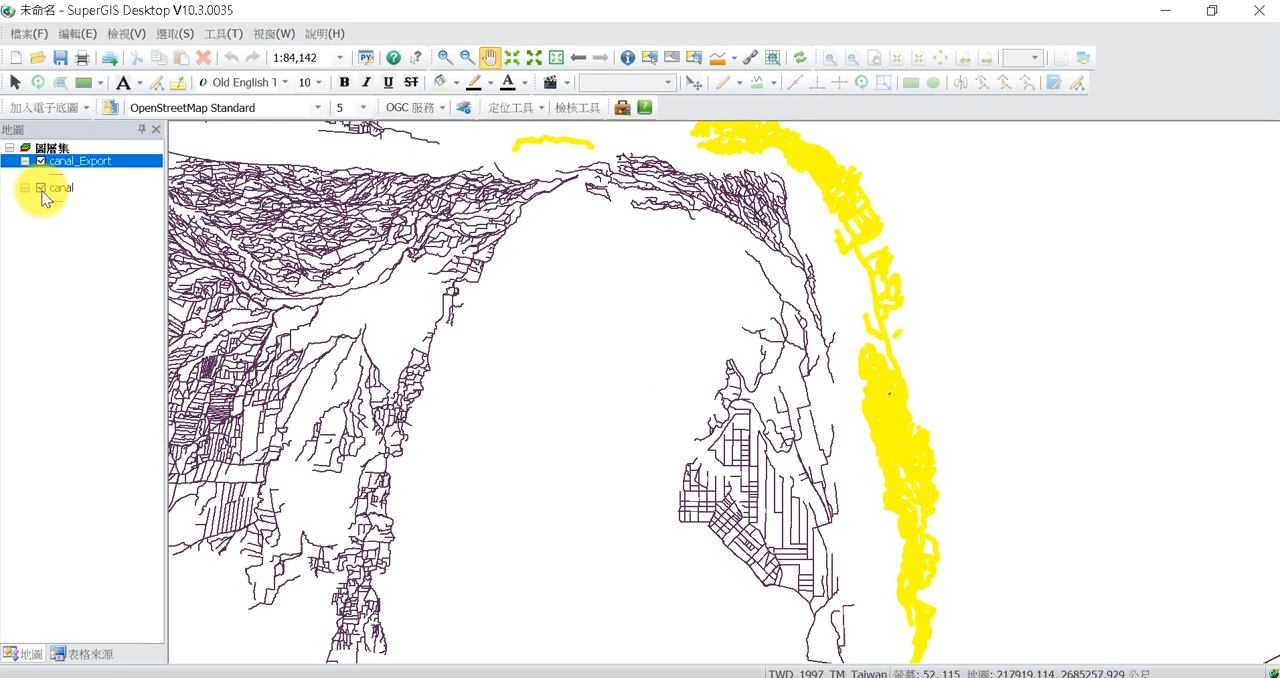 未命名 - SuperGIS Desktop V10.3.0035
檔案(F) 編輯(E) 檢視(V) 選取(S) 工具(T) 視窗(W) 說明(H)
1:84,142 PY
A O Old English T 10 B I U ST A
加入電子底圖 OpenStreetMap Standard 5 OGC 服務 定位工具 檢核工具
地圖
圖層集
canal_Export
canal
地圖 表格來源
TWD_1997_TM_Taiwan 螢幕: 52, 115 地圖: 217919.114, 2685257.929 公尺